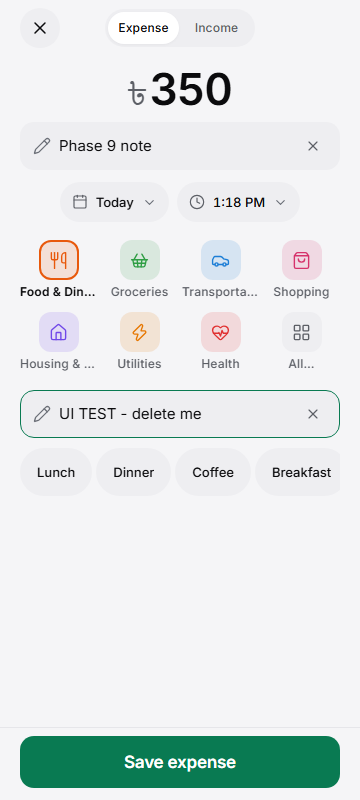 Expense Income
৳350
Phase 9 note
Today 1:18 PM
Food & Din... Groceries Transporta... Shopping
Housing & ... Utilities Health All...
UI TEST - delete me
Lunch Dinner Coffee Breakfast
Save expense